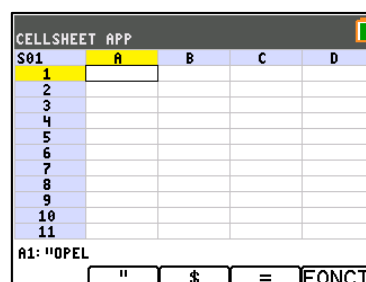 CELLSHEET APP
S01 A B C D
1
2
3
4
5
6
7
8
9
10
11
A1: "OPEL
" $ = FONCT